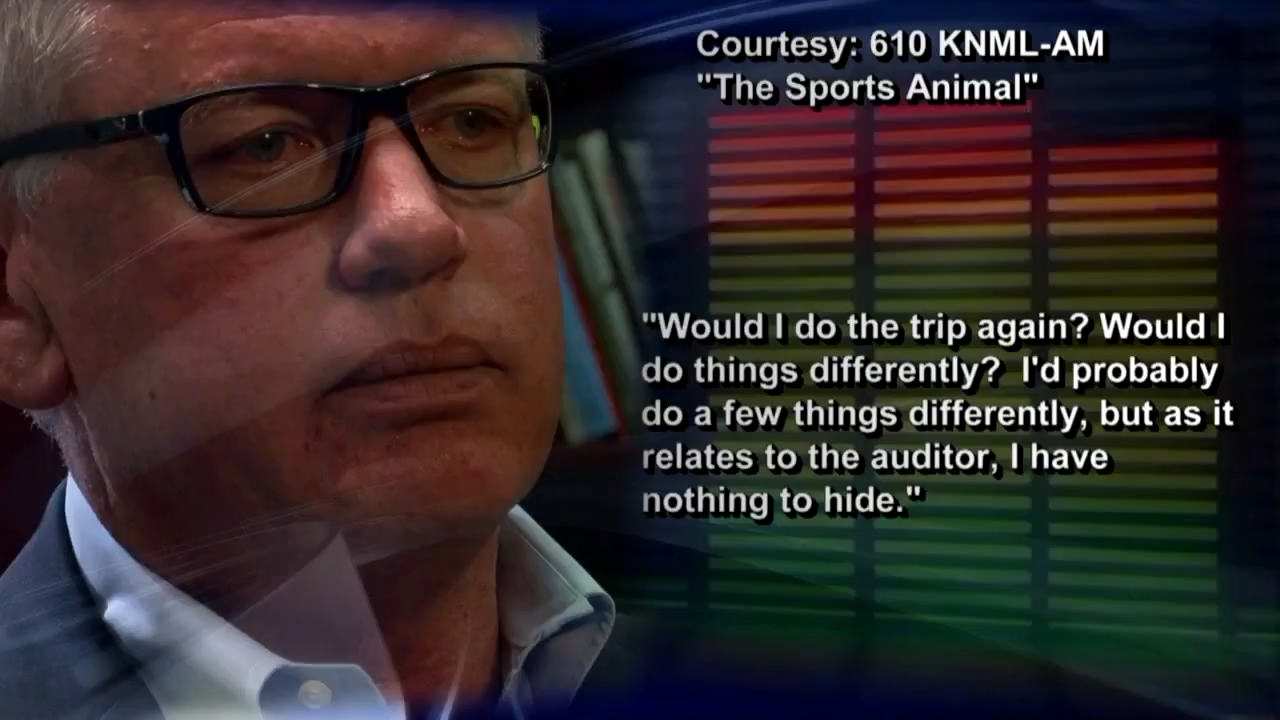 Courtesy: 610 KNML-AM
"The Sports Animal"
"Would I do the trip again? Would I
do things differently?  I'd probably
do a few things differently, but as it
relates to the auditor, I have
nothing to hide."